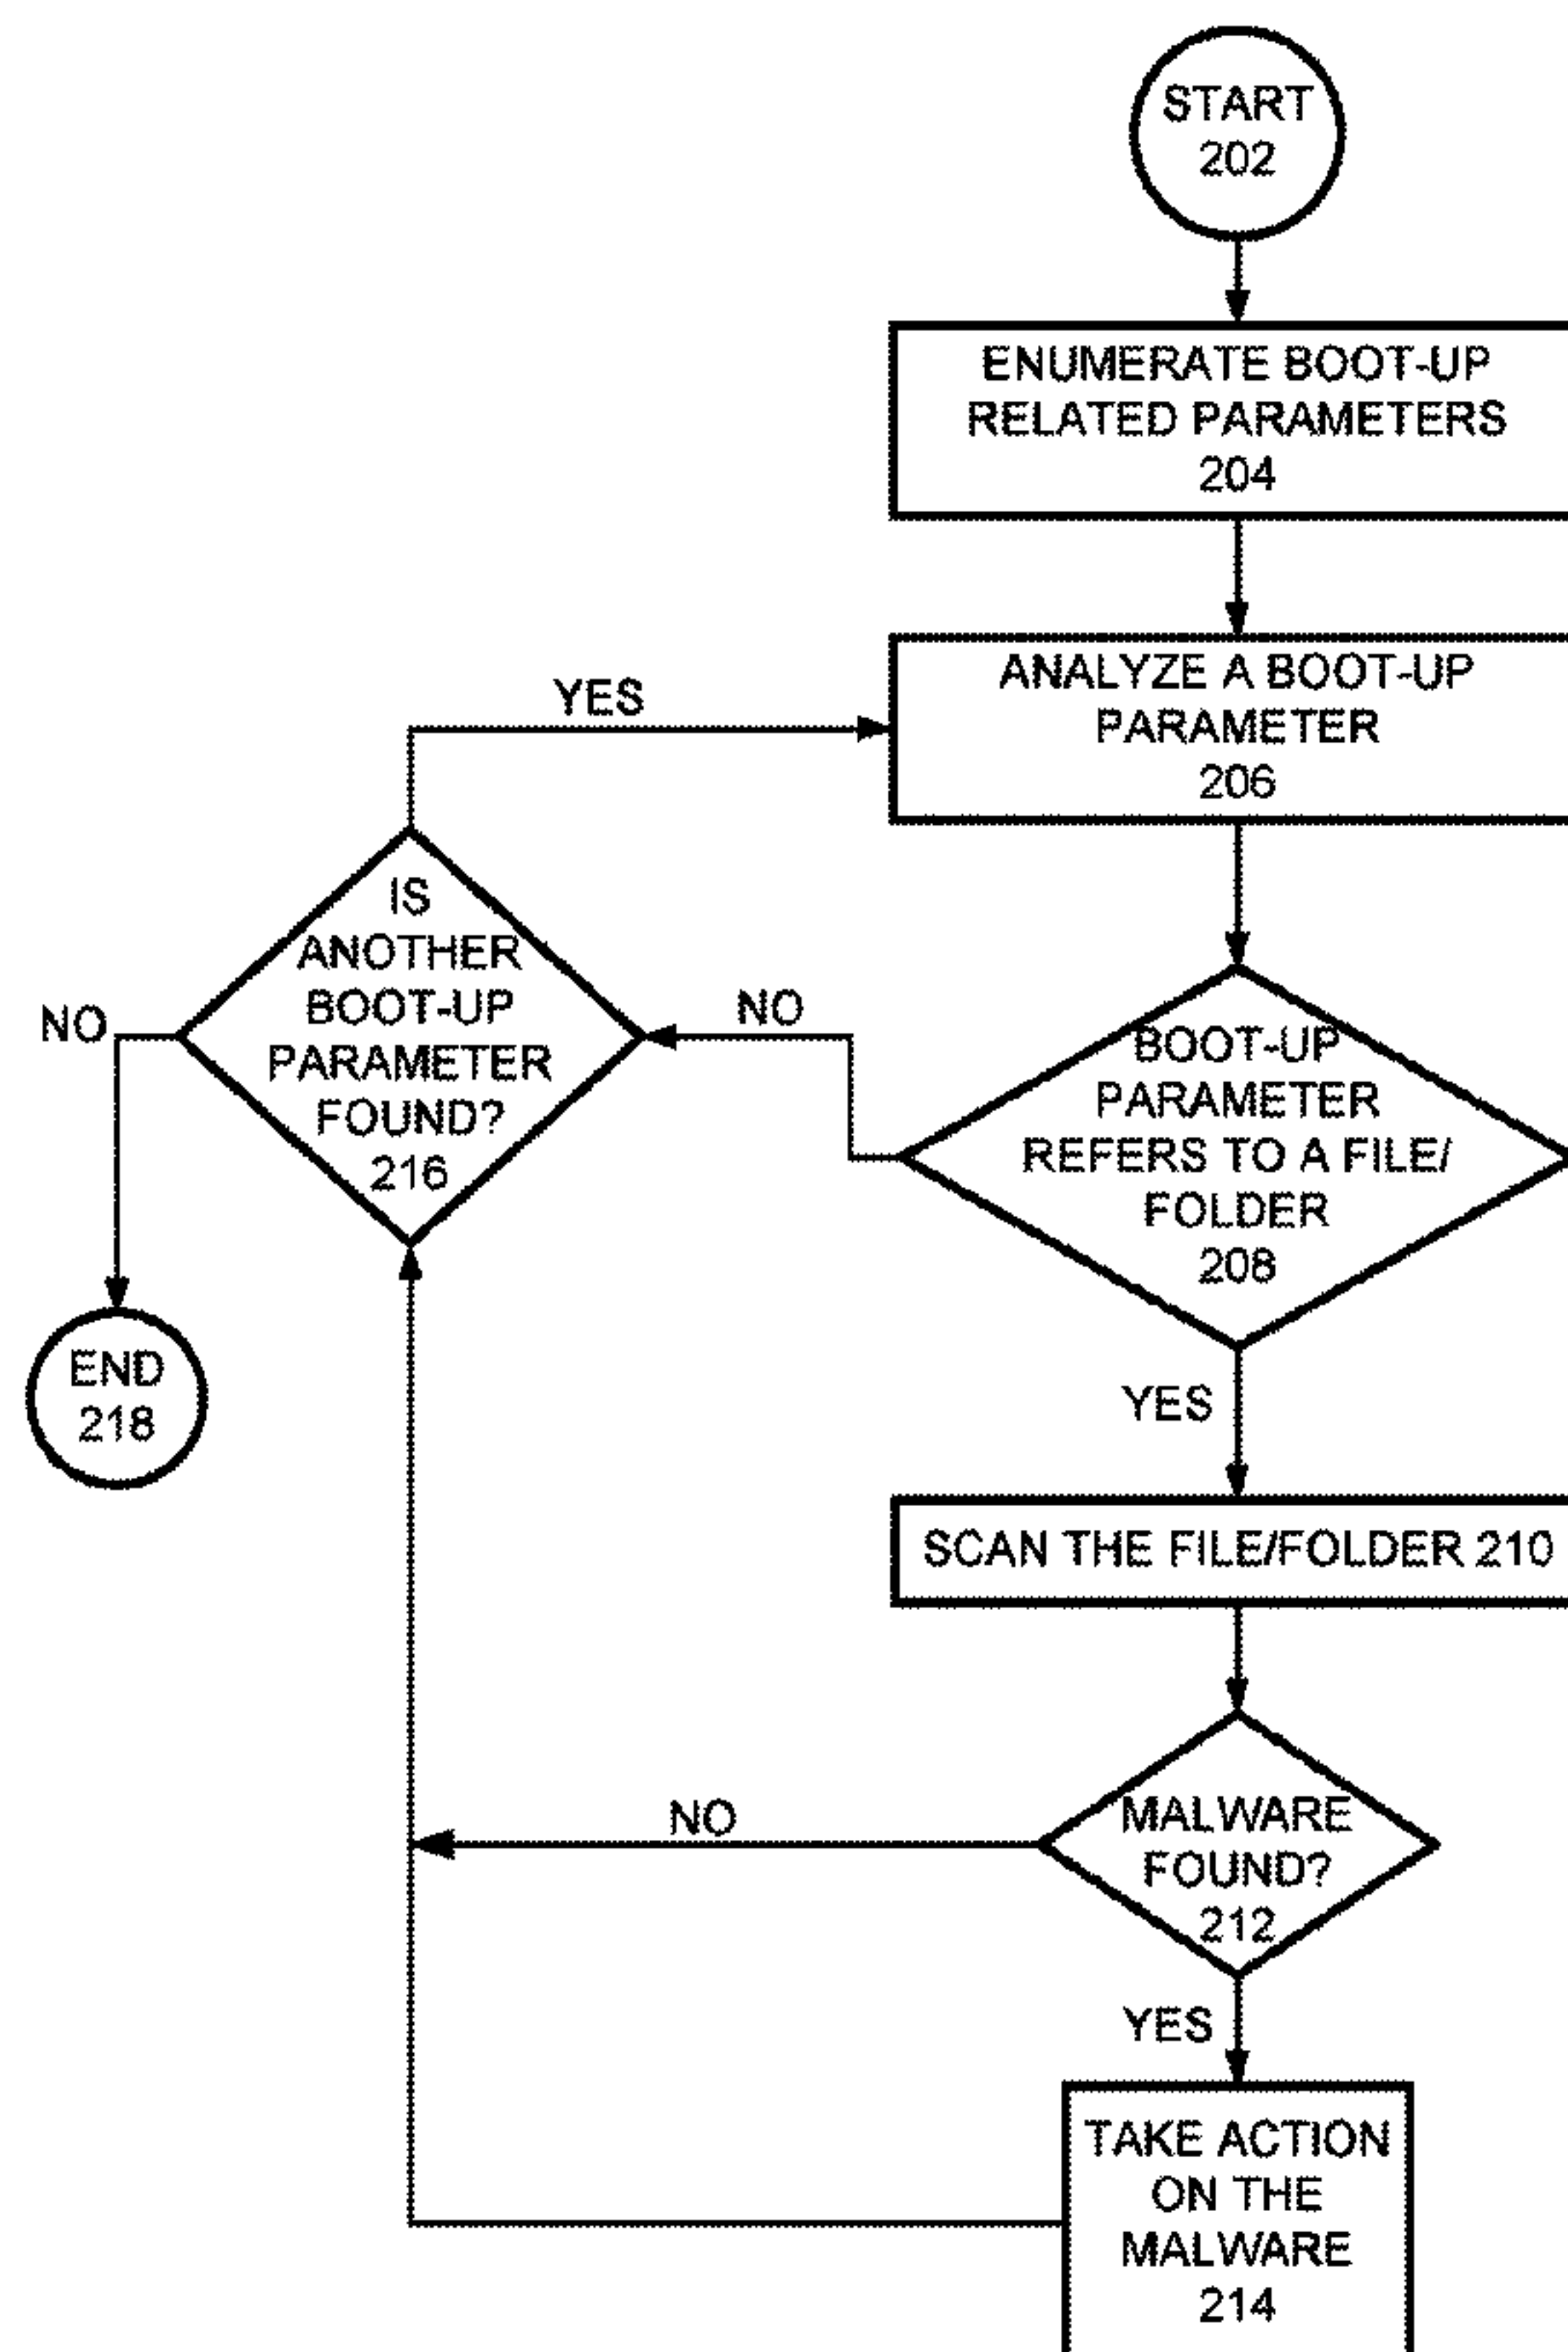 START
202
ENUMERATE BOOT-UP
RELATED PARAMETERS
204
ANALYZE A BOOT-UP
PARAMETER
206
YES
IS
ANOTHER
BOOT-UP
PARAMETER
FOUND?
216
NO
NO
BOOT-UP
PARAMETER
REFERS TO A FILE/
FOLDER
208
END
218
YES
SCAN THE FILE/FOLDER 210
NO
MALWARE
FOUND?
212
YES
TAKE ACTION
ON THE
MALWARE
214